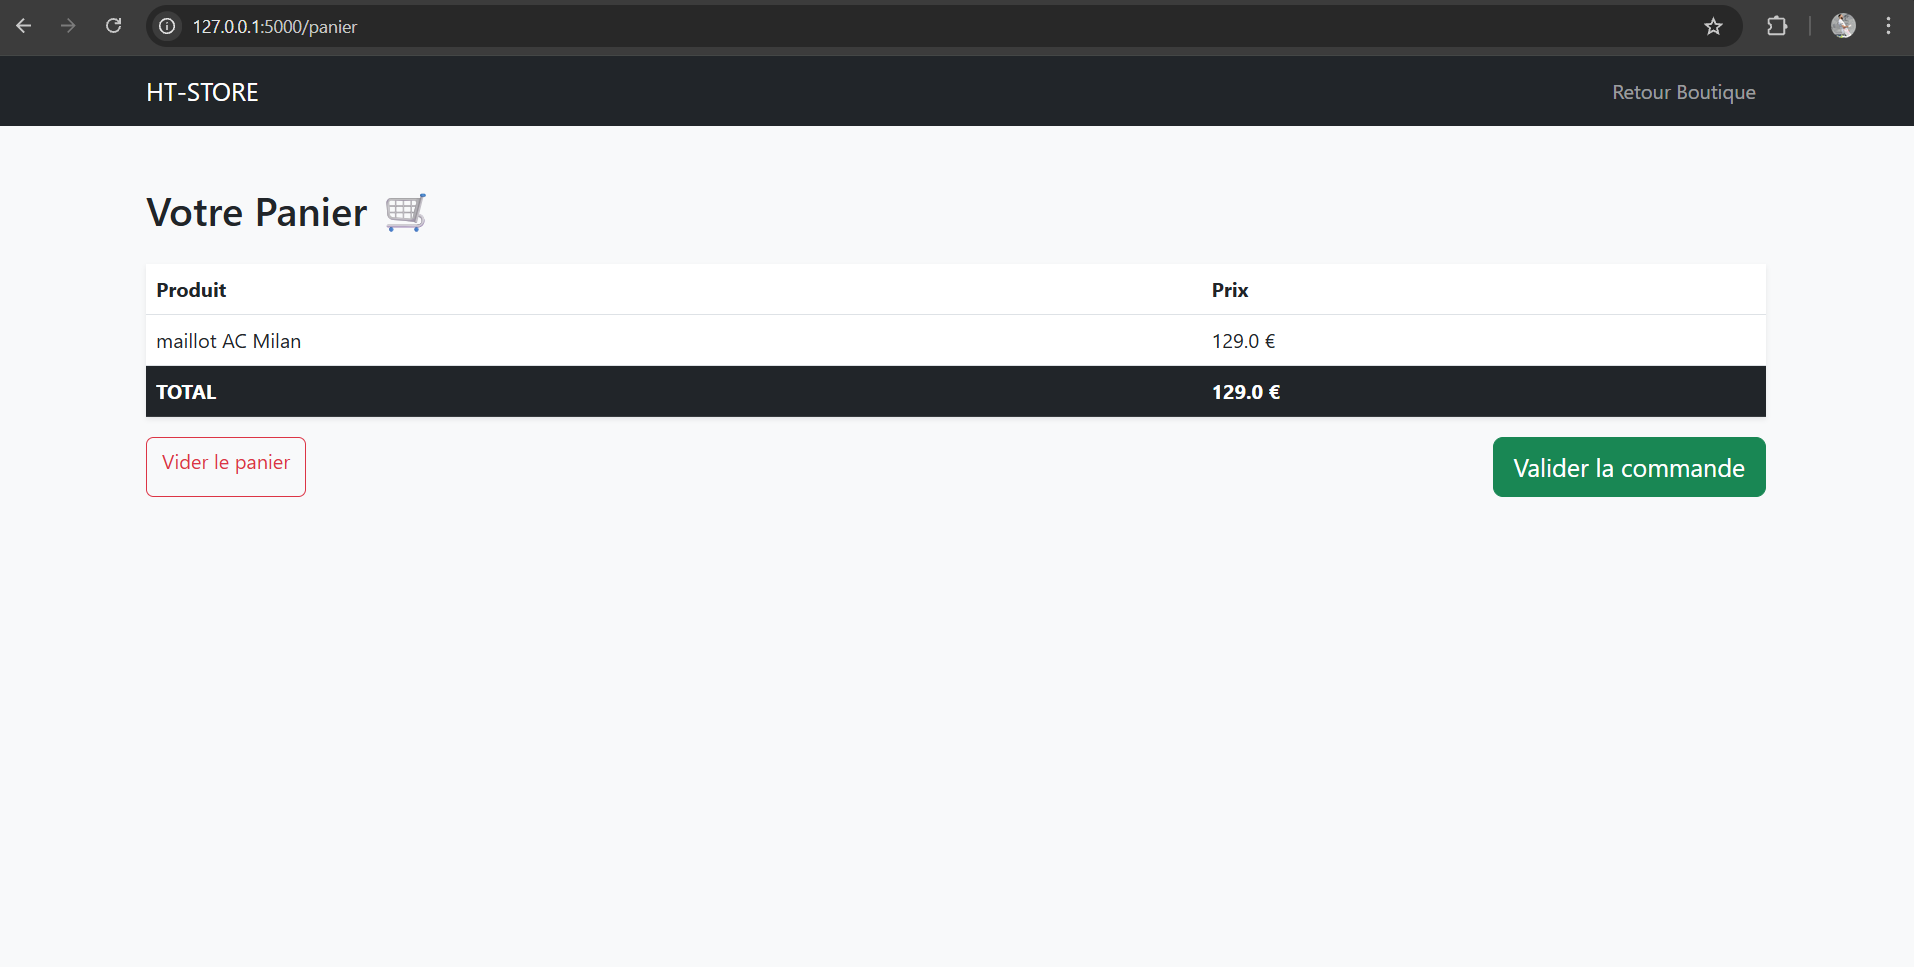 127.0.0.1:5000/panier
HT-STORE Retour Boutique
Votre Panier
Produit Prix
maillot AC Milan 129.0 €
TOTAL 129.0 €
Vider le panier Valider la commande